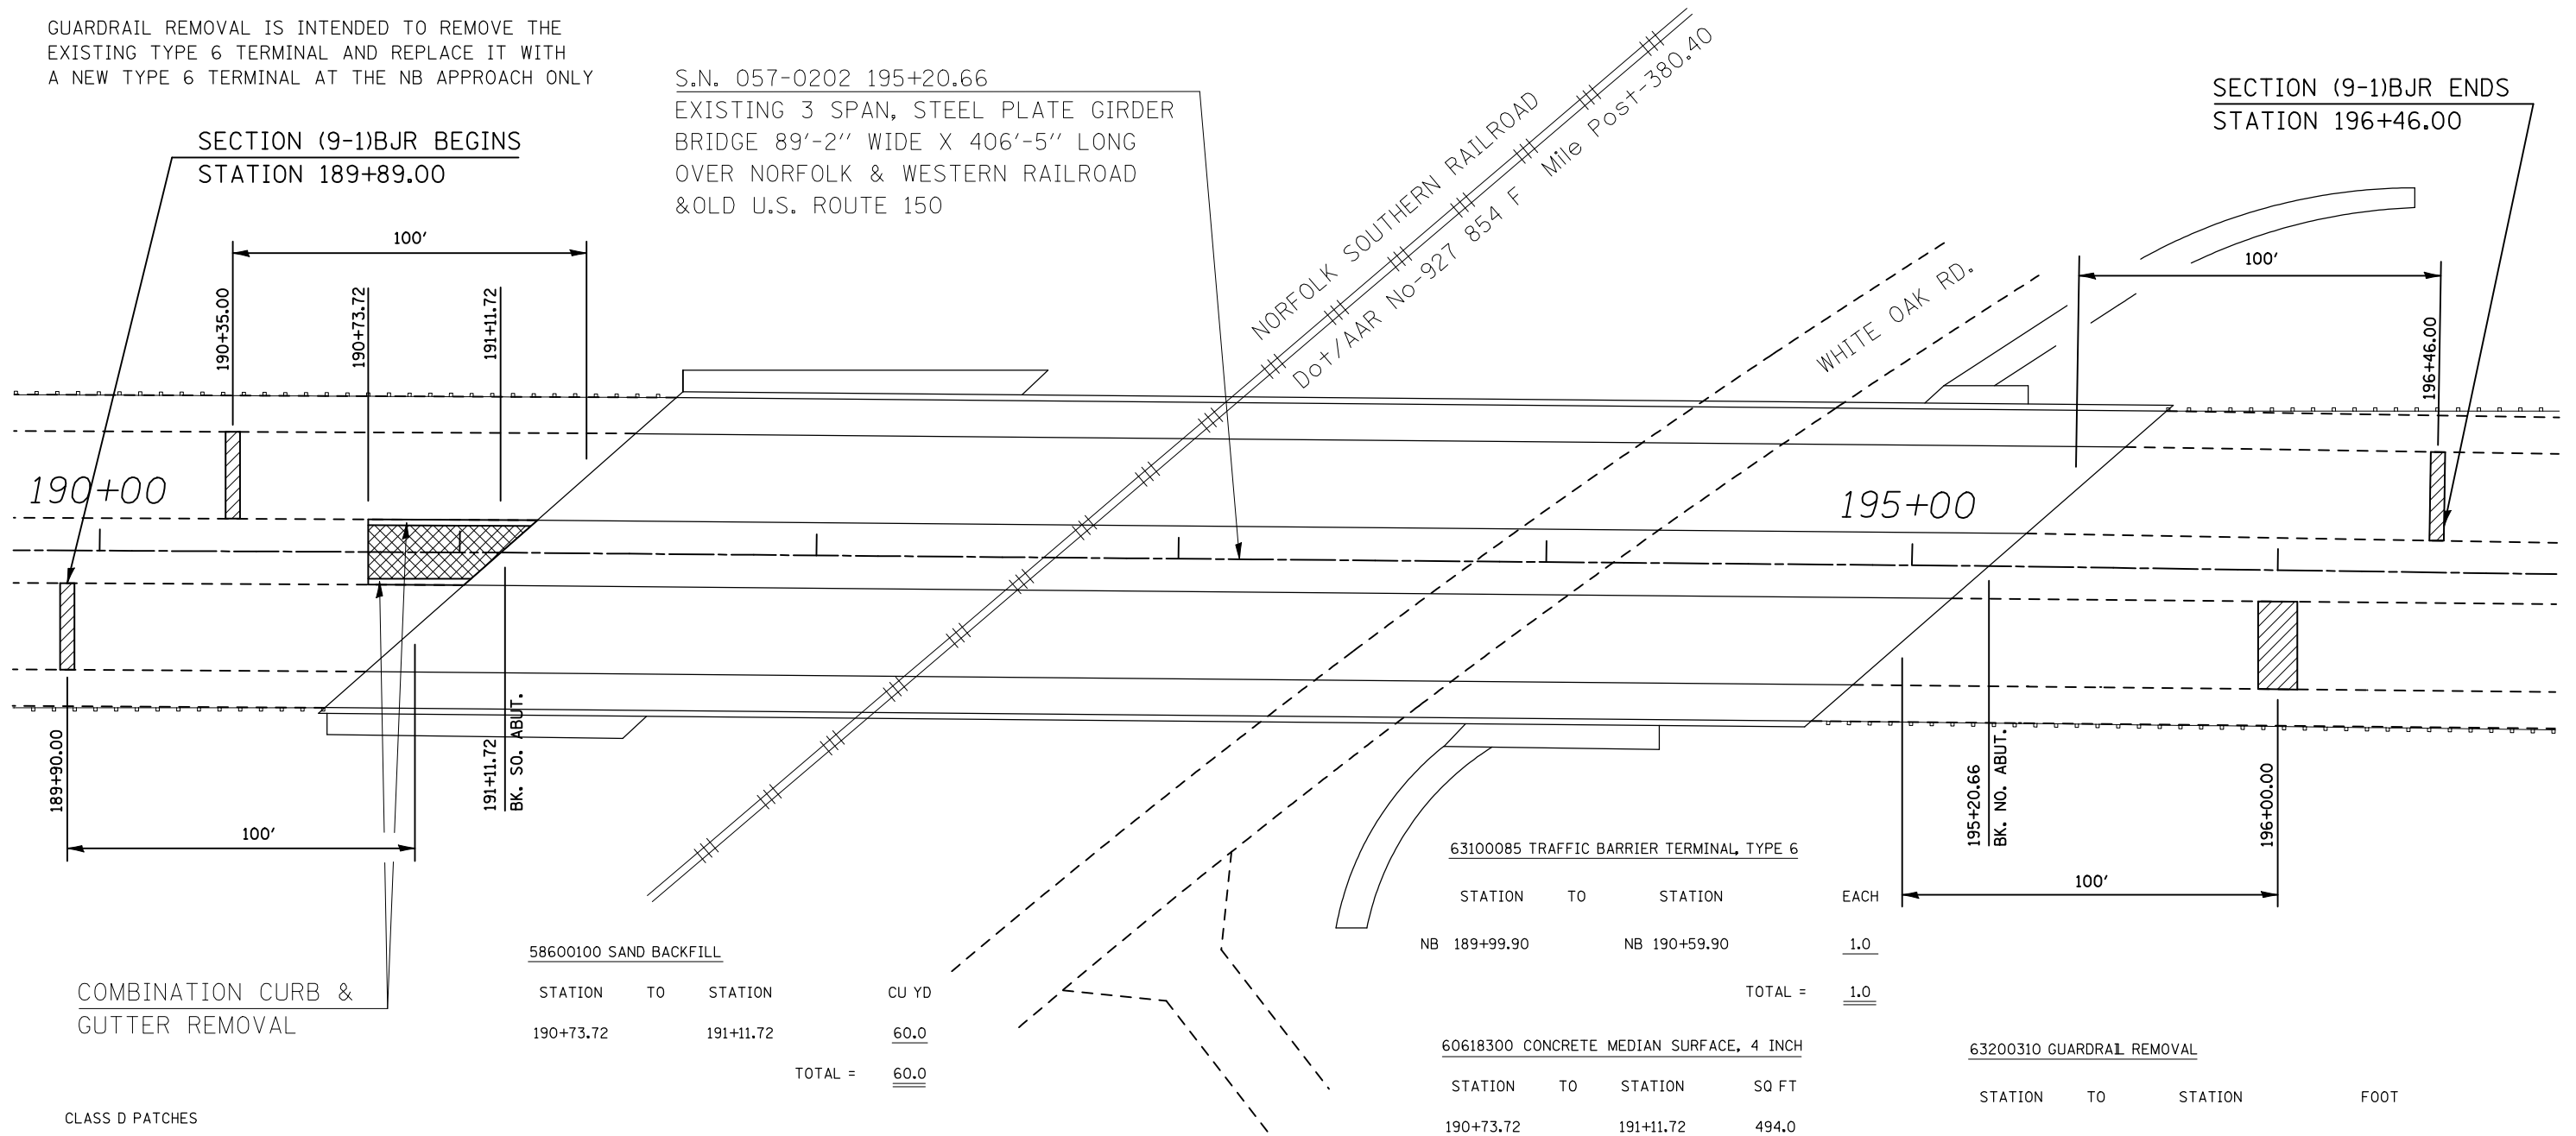 GUARDRAIL REMOVAL IS INTENDED TO REMOVE THE
EXISTING TYPE 6 TERMINAL AND REPLACE IT WITH
A NEW TYPE 6 TERMINAL AT THE NB APPROACH ONLY
SECTION (9-1)BJR BEGINS
STATION 189+89.00
S.N. 057-0202 195+20.66
EXISTING 3 SPAN, STEEL PLATE GIRDER
BRIDGE 89'-2" WIDE X 406'-5" LONG
OVER NORFOLK & WESTERN RAILROAD
&OLD U.S. ROUTE 150
NORFOLK SOUTHERN RAILROAD
Dot/AAR No-927 854 F Mile Post-380.40
WHITE OAK RD.
SECTION (9-1)BJR ENDS
STATION 196+46.00
100'
190+35.00
190+73.72
191+11.72
100'
196+46.00
190+00
195+00
189+90.00
100'
191+11.72
BK. SO. ABUT.
195+20.66
BK. NO. ABUT.
196+00.00
100'
COMBINATION CURB &
GUTTER REMOVAL
58600100 SAND BACKFILL
STATION TO STATION CU YD
190+73.72 191+11.72 60.0
TOTAL = 60.0
63100085 TRAFFIC BARRIER TERMINAL, TYPE 6
STATION TO STATION EACH
NB 189+99.90 NB 190+59.90 1.0
TOTAL = 1.0
60618300 CONCRETE MEDIAN SURFACE, 4 INCH
STATION TO STATION SQ FT
190+73.72 191+11.72 494.0
63200310 GUARDRAIL REMOVAL
STATION TO STATION FOOT
CLASS D PATCHES